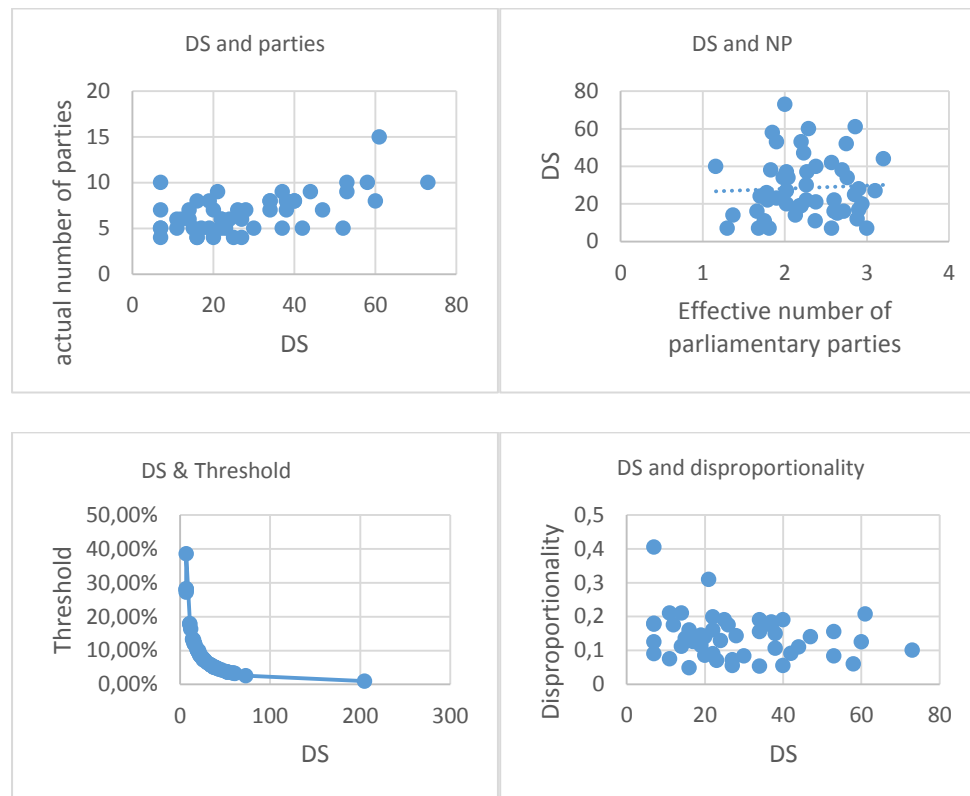 DS and parties
actual number of parties
20
15
10
5
0
0 20 40 60 80
DS
DS and NP
DS
80
60
40
20
0
0 1 2 3 4
Effective number of
parliamentary parties
DS & Threshold
Threshold
50,00%
40,00%
30,00%
20,00%
10,00%
0,00%
0 100 200 300
DS
DS and disproportionality
Disproportionality
0,5
0,4
0,3
0,2
0,1
0
0 20 40 60 80
DS